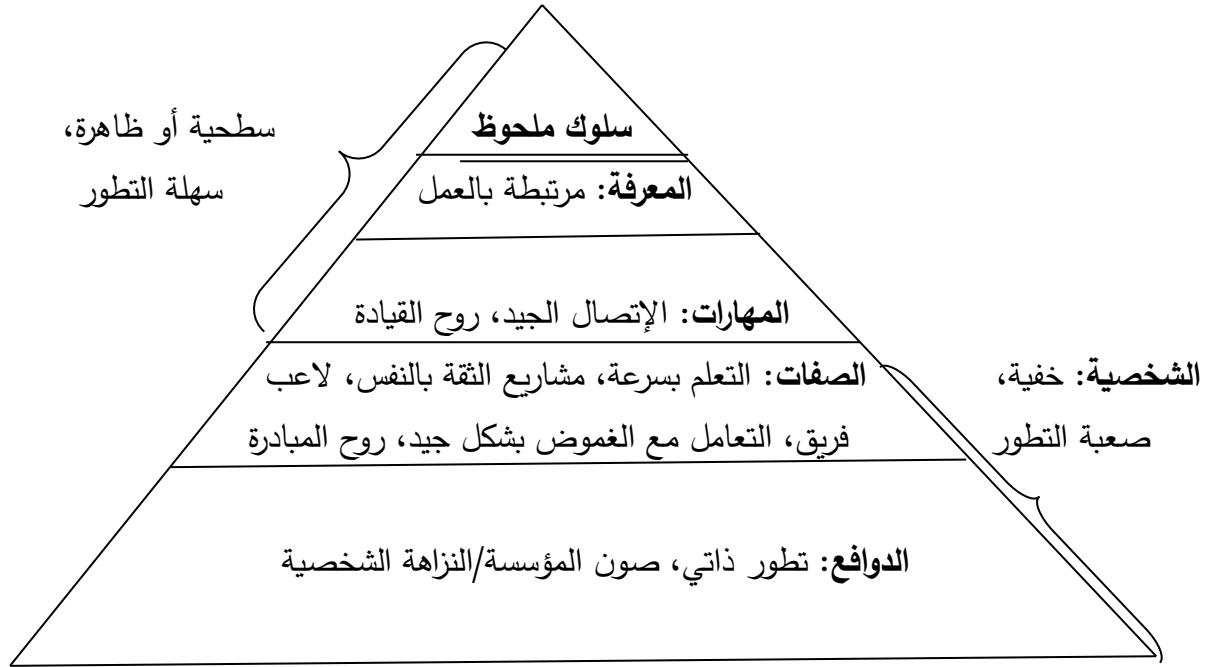 سلوك ملحوظ
سطحية أو ظاهرة،
سهلة التطور
المعرفة: مرتبطة بالعمل
المهارات: الإتصال الجيد، روح القيادة
الصفات: التعلم بسرعة، مشاريع الثقة بالنفس، لاعب
فريق، التعامل مع الغموض بشكل جيد، روح المبادرة
الشخصية: خفية،
صعبة التطور
الدوافع: تطور ذاتي، صون المؤسسة/النزاهة الشخصية